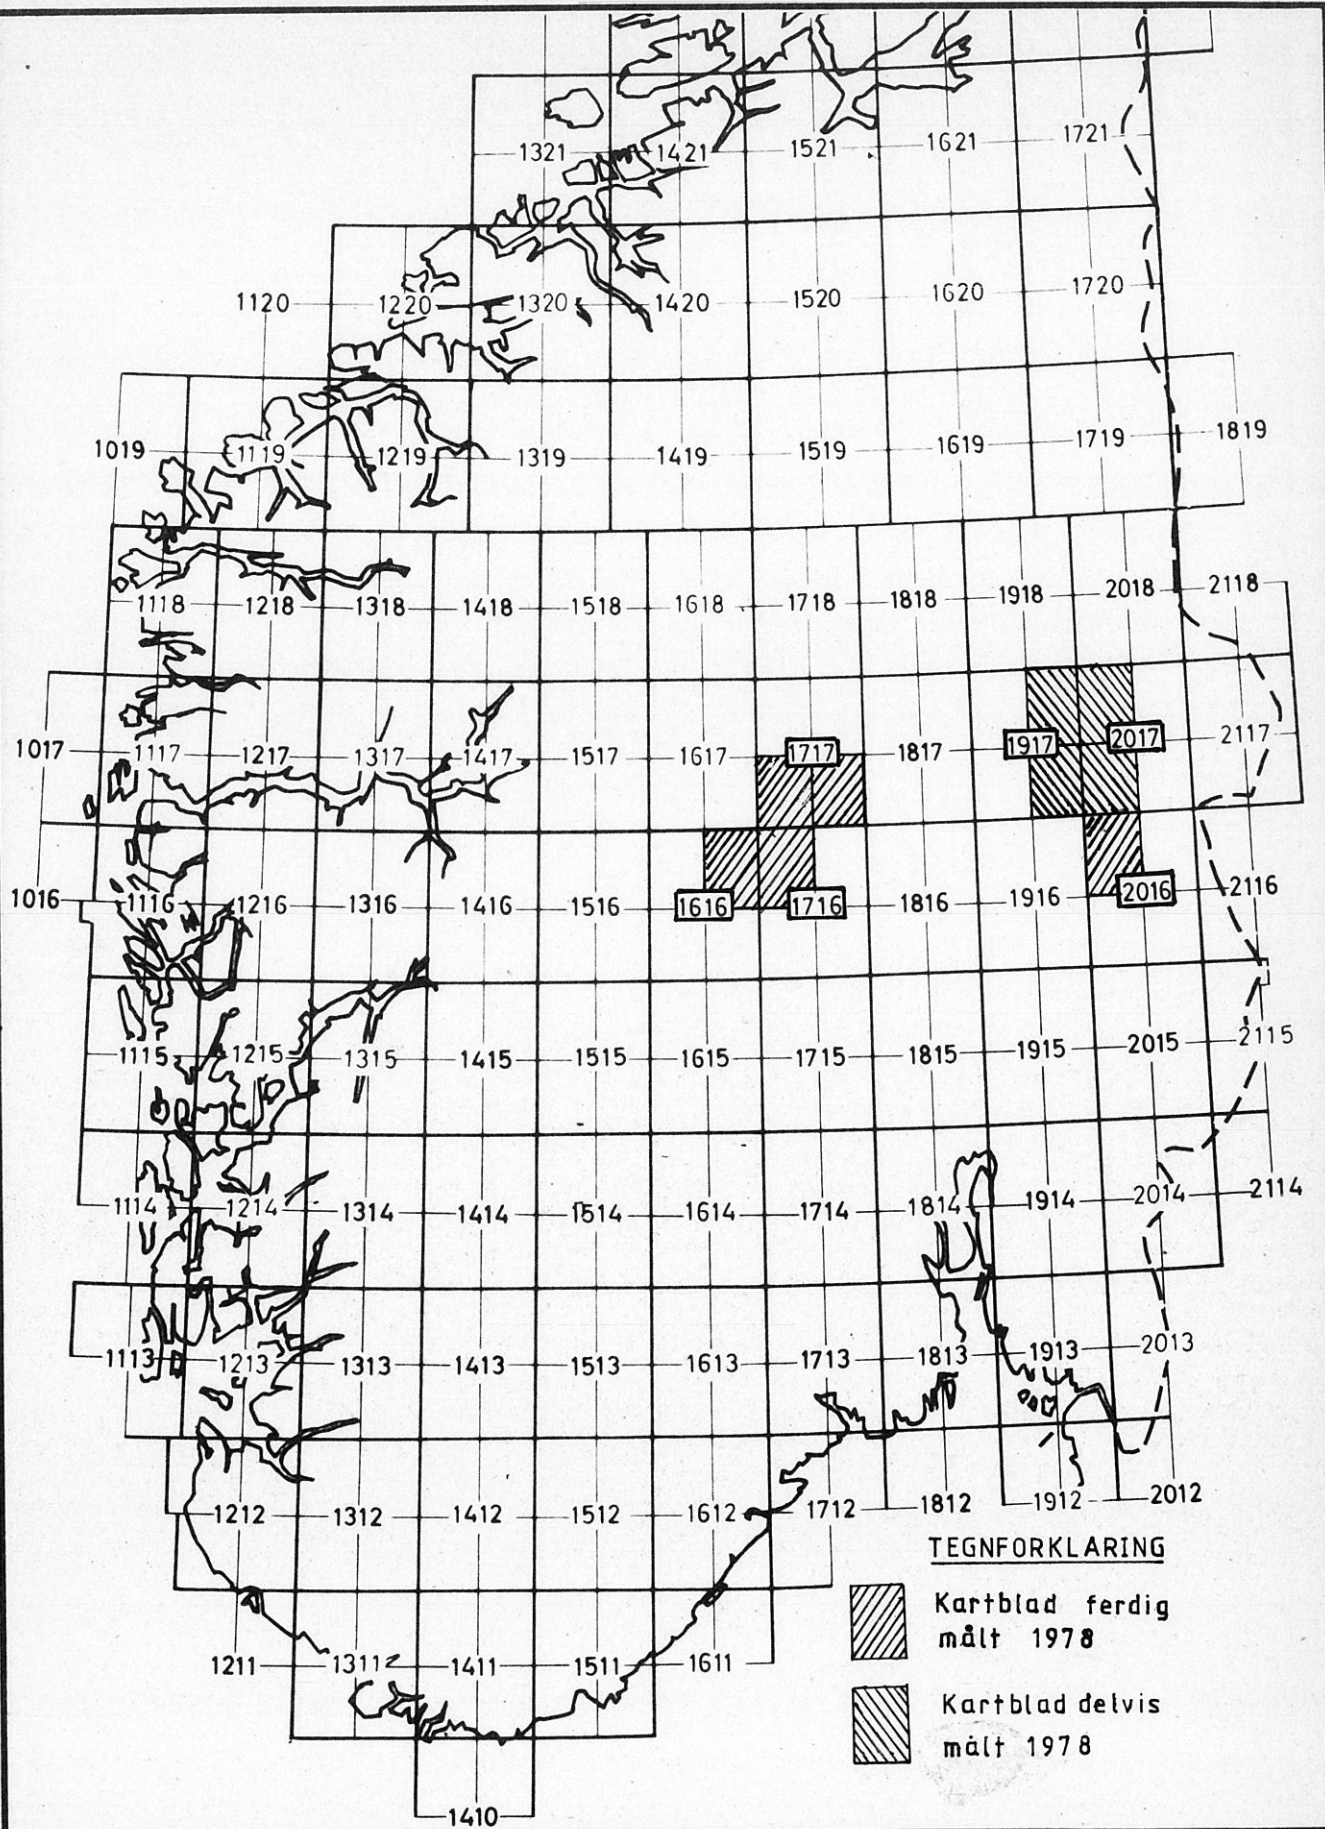 1321 1421 1521 1621 1721
1120 1220 1320 1420 1520 1620 1720
1019 1119 1219 1319 1419 1519 1619 1719 1819
1118 1218 1318 1418 1518 1618 1718 1818 1918 2018 2118
1017 1117 1217 1317 1417 1517 1617 1717 1817 1917 2017 2117
1016 1116 1216 1316 1416 1516 1616 1716 1816 1916 2016 2116
1115 1215 1315 1415 1515 1615 1715 1815 1915 2015 2115
1114 1214 1314 1414 1514 1614 1714 1814 1914 2014 2114
1113 1213 1313 1413 1513 1613 1713 1813 1913 2013
1212 1312 1412 1512 1612 1712 1812 1912 2012
1211 1311 1411 1511 1611
1410
TEGNFORKLARING
Kartblad ferdig
målt 1978
Kartblad delvis
målt 1978